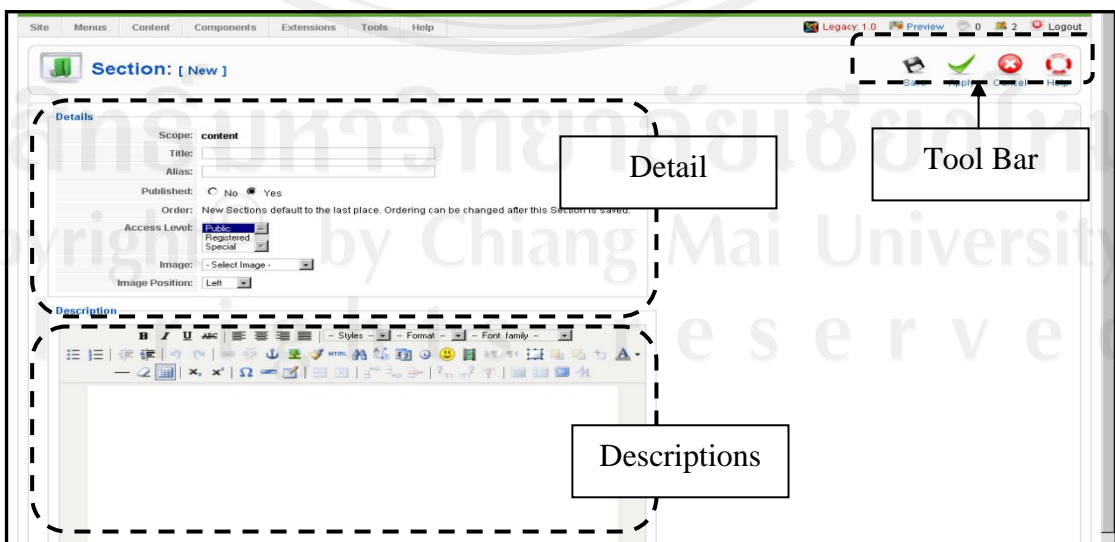 Site Menus Content Components Extensions Tools Help Legacy: 1.0 Preview 0 2 Logout
Section: [ New ]
Save Apply Cancel Help
Details
Scope: content
Title:
Alias:
Published: No Yes
Order: New Sections default to the last place. Ordering can be changed after this Section is saved.
Access Level: Public
Registered
Special
Image: - Select Image -
Image Position: Left
Detail
Tool Bar
Description
B I U ABC -- Styles -- -- Format -- -- Font family --
HTML
Descriptions
by Chiang Mai University